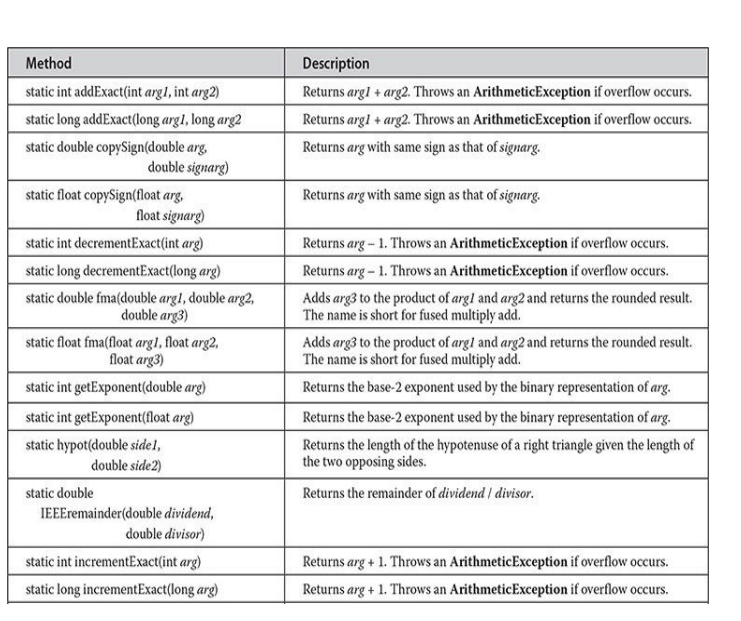 Method Description
static int addExact(int arg1, int arg2) Returns arg1 + arg2. Throws an ArithmeticException if overflow occurs.
static long addExact(long arg1, long arg2 Returns arg1 + arg2. Throws an ArithmeticException if overflow occurs.
static double copySign(double arg, Returns arg with same sign as that of signarg.
double signarg)
static float copySign(float arg, Returns arg with same sign as that of signarg.
float signarg)
static int decrementExact(int arg) Returns arg – 1. Throws an ArithmeticException if overflow occurs.
static long decrementExact(long arg) Returns arg – 1. Throws an ArithmeticException if overflow occurs.
static double fma(double arg1, double arg2, Adds arg3 to the product of arg1 and arg2 and returns the rounded result.
double arg3) The name is short for fused multiply add.
static float fma(float arg1, float arg2, Adds arg3 to the product of arg1 and arg2 and returns the rounded result.
float arg3) The name is short for fused multiply add.
static int getExponent(double arg) Returns the base-2 exponent used by the binary representation of arg.
static int getExponent(float arg) Returns the base-2 exponent used by the binary representation of arg.
static hypot(double side1, Returns the length of the hypotenuse of a right triangle given the length of
double side2) the two opposing sides.
static double Returns the remainder of dividend / divisor.
IEEEremainder(double dividend,
double divisor)
static int incrementExact(int arg) Returns arg + 1. Throws an ArithmeticException if overflow occurs.
static long incrementExact(long arg) Returns arg + 1. Throws an ArithmeticException if overflow occurs.